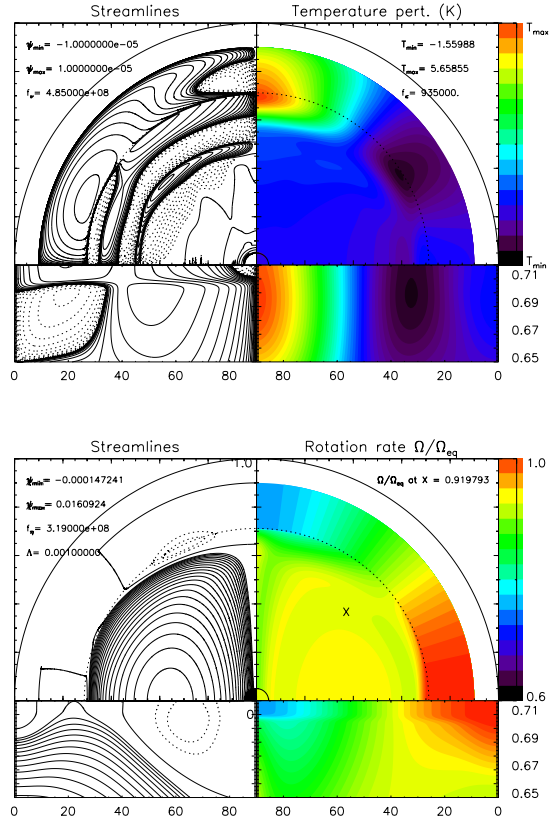 Streamlines
Temperature pert. (K)
ψmin= −1.0000000e−05
ψmax= 1.0000000e−05
fν= 4.85000e+08
Tmin= −1.55988
Tmax= 5.65855
fκ= 935000.
Tmax
Tmin
0.71
0.69
0.67
0.65
0 20 40 60 80
80 60 40 20 0
Streamlines
Rotation rate Ω/Ωeq
1.0
1.0
χmin= −0.000147241
χmax= 0.0160924
fη= 3.19000e+08
Λ= 0.00100000
Ω/Ωeq at X = 0.919793
X
0
0.6
0.71
0.69
0.67
0.65
0 20 40 60 80
80 60 40 20 0